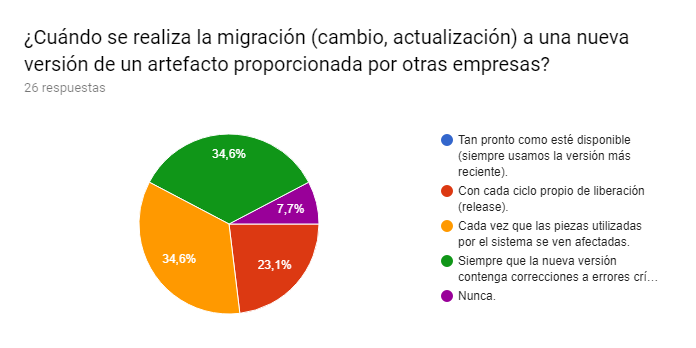 ¿Cuándo se realiza la migración (cambio, actualización) a una nueva
versión de un artefacto proporcionada por otras empresas?
26 respuestas
34,6%
7,7%
34,6%
23,1%
Tan pronto como esté disponible
(siempre usamos la versión más
reciente).
Con cada ciclo propio de liberación
(release).
Cada vez que las piezas utilizadas
por el sistema se ven afectadas.
Siempre que la nueva versión
contenga correcciones a errores crí…
Nunca.